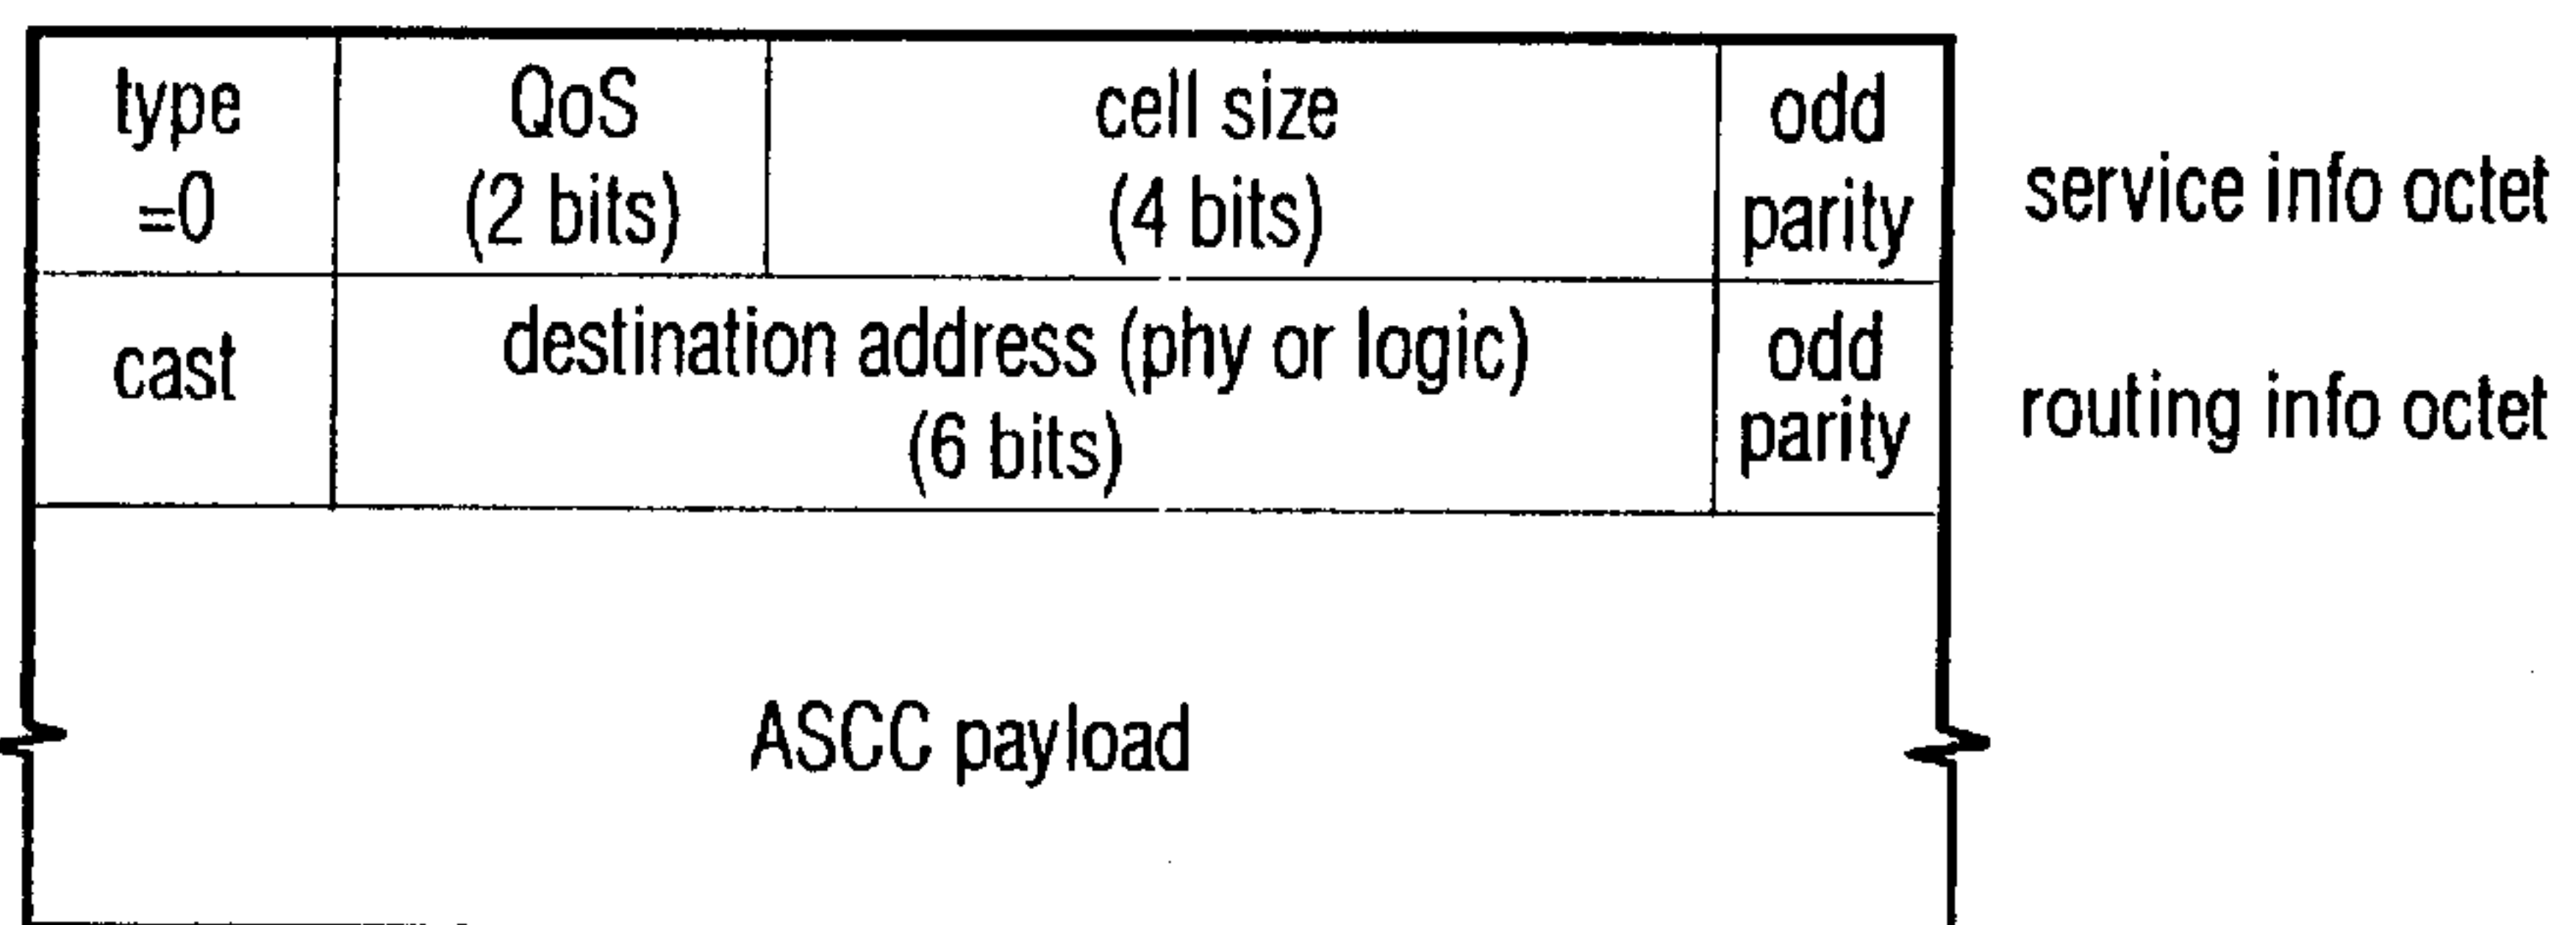 type
=0
QoS
(2 bits)
cell size
(4 bits)
odd
parity
service info octet
cast
destination address (phy or logic)
(6 bits)
odd
parity
routing info octet
ASCC payload